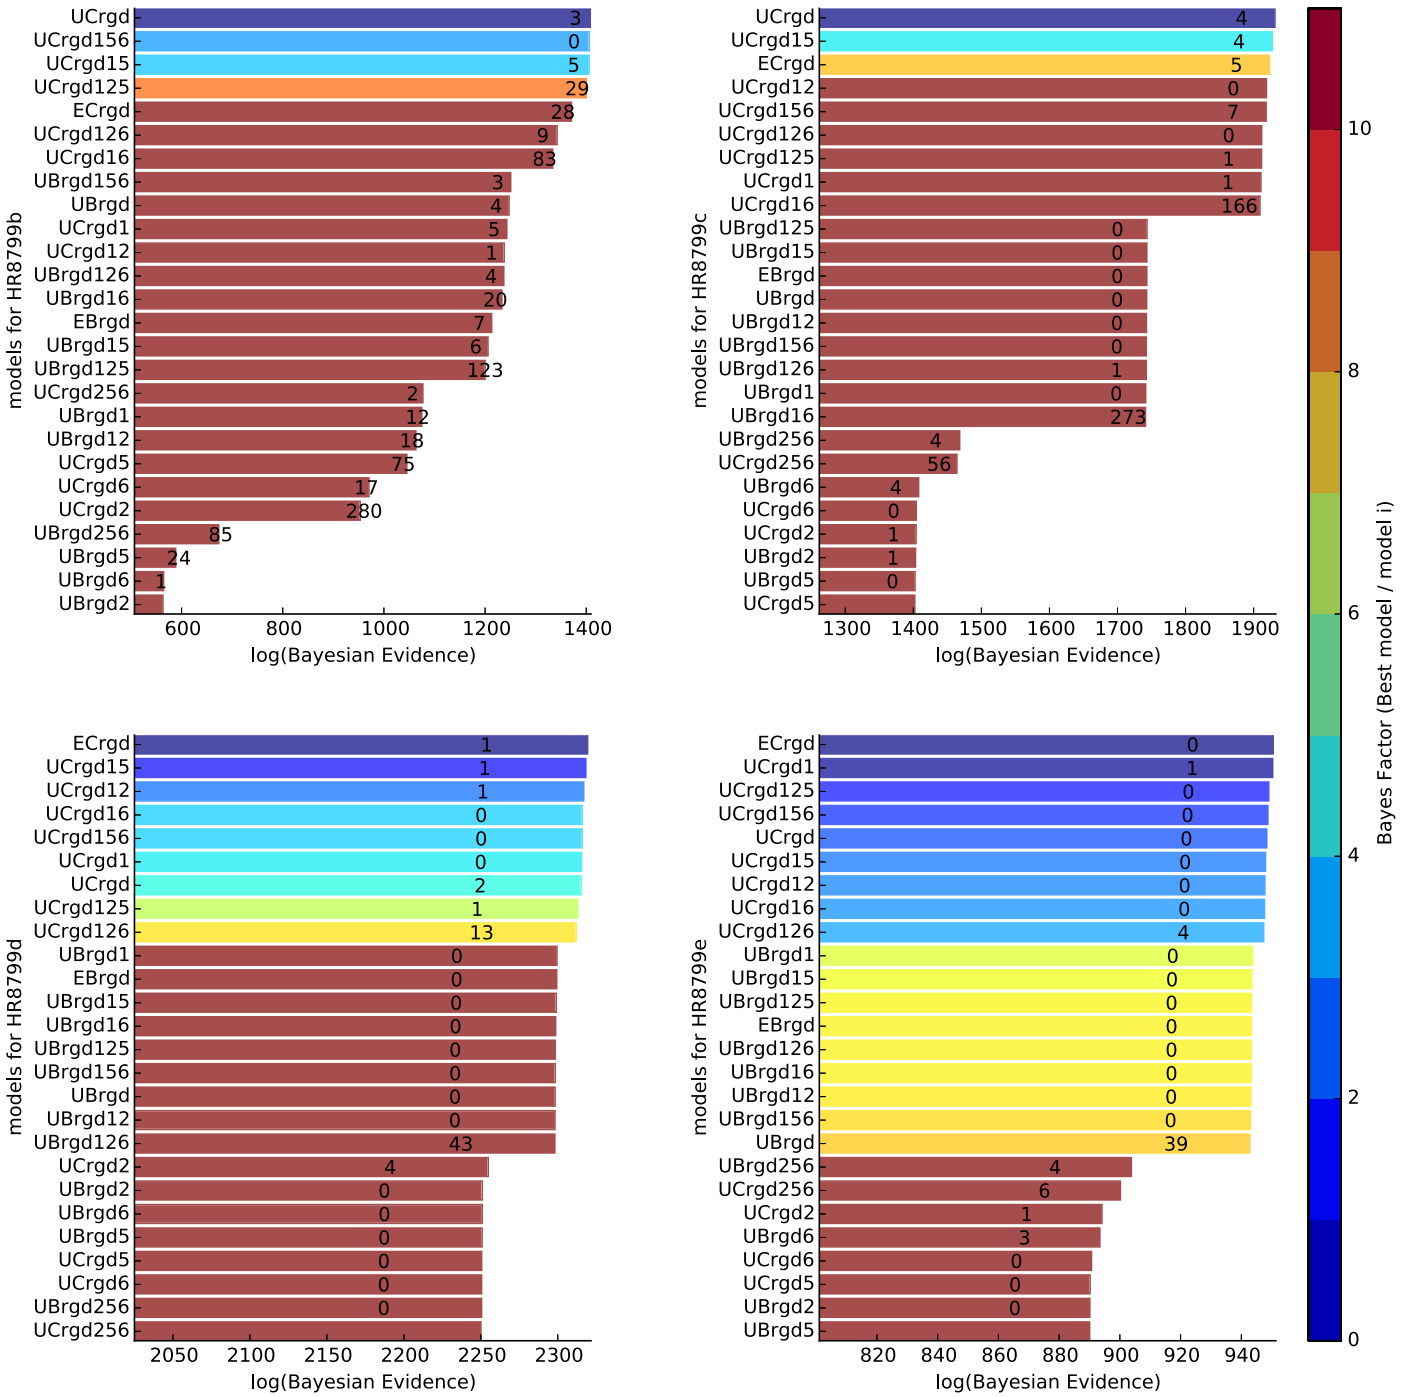 UCrgd 3
UCrgd156 0
UCrgd15 5
UCrgd125 29
ECrgd 28
UCrgd126 9
UCrgd16 83
UBrgd156 3
UBrgd 4
UCrgd1 5
UCrgd12 1
UBrgd126 4
UBrgd16 20
EBrgd 7
UBrgd15 6
UBrgd125 123
UCrgd256 2
UBrgd1 12
UBrgd12 18
UCrgd5 75
UCrgd6 17
UCrgd2 280
UBrgd256 85
UBrgd5 24
UBrgd6 1
UBrgd2
600 800 1000 1200 1400
log(Bayesian Evidence)
models for HR8799b
UCrgd 4
UCrgd15 4
ECrgd 5
UCrgd12 0
UCrgd156 7
UCrgd126 0
UCrgd125 1
UCrgd1 1
UCrgd16 166
UBrgd125 0
UBrgd15 0
EBrgd 0
UBrgd 0
UBrgd12 0
UBrgd156 0
UBrgd126 1
UBrgd1 0
UBrgd16 273
UBrgd256 4
UCrgd256 56
UBrgd6 4
UCrgd6 0
UCrgd2 1
UBrgd2 1
UBrgd5 0
UCrgd5
1300 1400 1500 1600 1700 1800 1900
log(Bayesian Evidence)
models for HR8799c
ECrgd 1
UCrgd15 1
UCrgd12 1
UCrgd16 0
UCrgd156 0
UCrgd1 0
UCrgd 2
UCrgd125 1
UCrgd126 13
UBrgd1 0
EBrgd 0
UBrgd15 0
UBrgd16 0
UBrgd125 0
UBrgd156 0
UBrgd 0
UBrgd12 0
UBrgd126 43
UCrgd2 4
UBrgd2 0
UBrgd6 0
UBrgd5 0
UCrgd5 0
UCrgd6 0
UBrgd256 0
UCrgd256
2050 2100 2150 2200 2250 2300
log(Bayesian Evidence)
models for HR8799d
ECrgd 0
UCrgd1 1
UCrgd125 0
UCrgd156 0
UCrgd 0
UCrgd15 0
UCrgd12 0
UCrgd16 0
UCrgd126 4
UBrgd1 0
UBrgd15 0
UBrgd125 0
EBrgd 0
UBrgd126 0
UBrgd16 0
UBrgd12 0
UBrgd156 0
UBrgd 39
UBrgd256 4
UCrgd256 6
UCrgd2 1
UBrgd6 3
UCrgd6 0
UCrgd5 0
UBrgd2 0
UBrgd5
820 840 860 880 900 920 940
log(Bayesian Evidence)
models for HR8799e
10
8
6
4
2
0
Bayes Factor (Best model / model i)